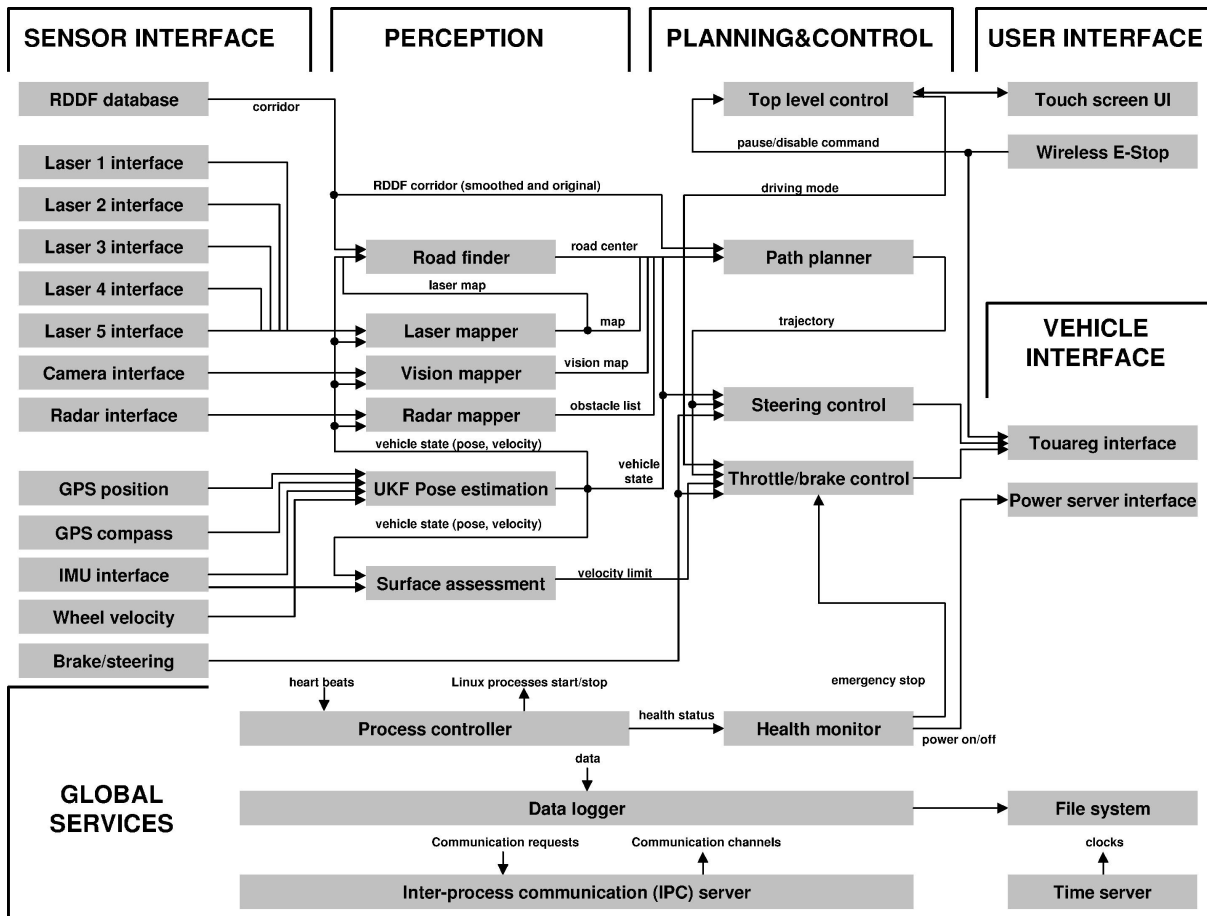 SENSOR INTERFACE
PERCEPTION
PLANNING&CONTROL
USER INTERFACE
RDDF database
corridor
Top level control
Touch screen UI
pause/disable command
Wireless E-Stop
Laser 1 interface
RDDF corridor (smoothed and original)
driving mode
Laser 2 interface
Laser 3 interface
Road finder
road center
Path planner
laser map
Laser 4 interface
Laser 5 interface
Laser mapper
map
trajectory
VEHICLE
INTERFACE
Camera interface
Vision mapper
vision map
Radar interface
Radar mapper
obstacle list
Steering control
vehicle state (pose, velocity)
Touareg interface
vehicle
state
GPS position
UKF Pose estimation
Throttle/brake control
Power server interface
vehicle state (pose, velocity)
GPS compass
IMU interface
Surface assessment
velocity limit
Wheel velocity
Brake/steering
heart beats
Linux processes start/stop
emergency stop
Process controller
health status
Health monitor
power on/off
data
GLOBAL
SERVICES
Data logger
File system
Communication requests
Communication channels
clocks
Inter-process communication (IPC) server
Time server